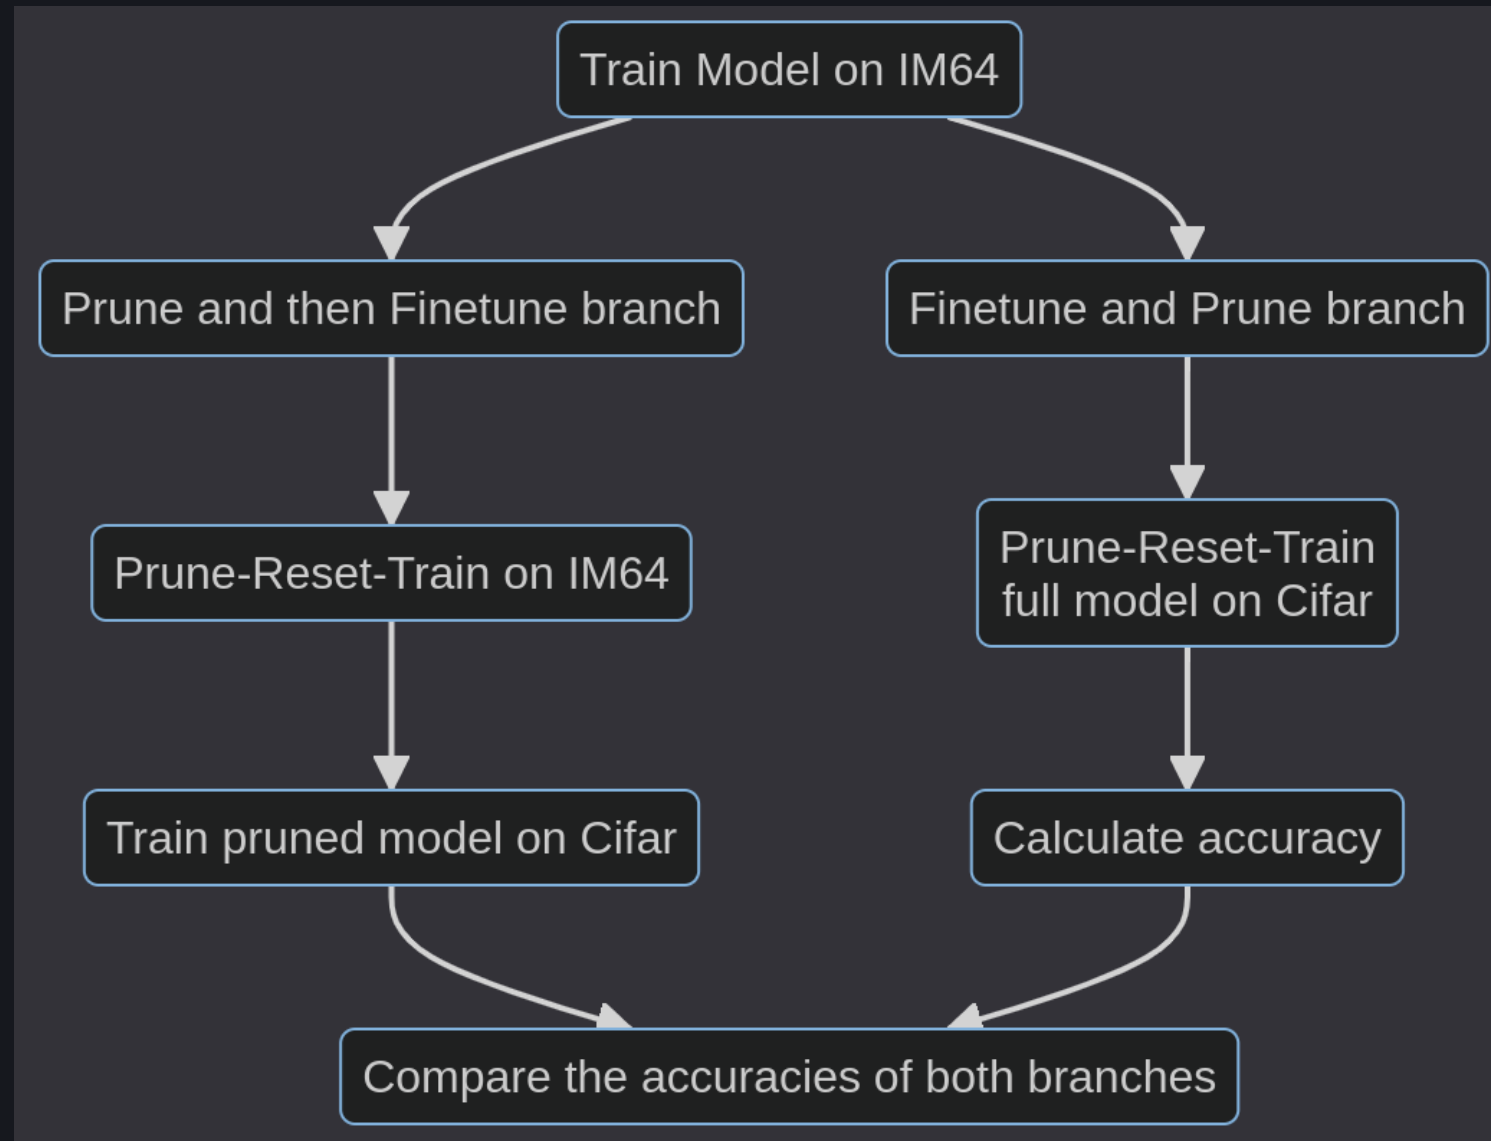 Train Model on IM64
Prune and then Finetune branch
Finetune and Prune branch
Prune-Reset-Train on IM64
Prune-Reset-Train
full model on Cifar
Train pruned model on Cifar
Calculate accuracy
Compare the accuracies of both branches